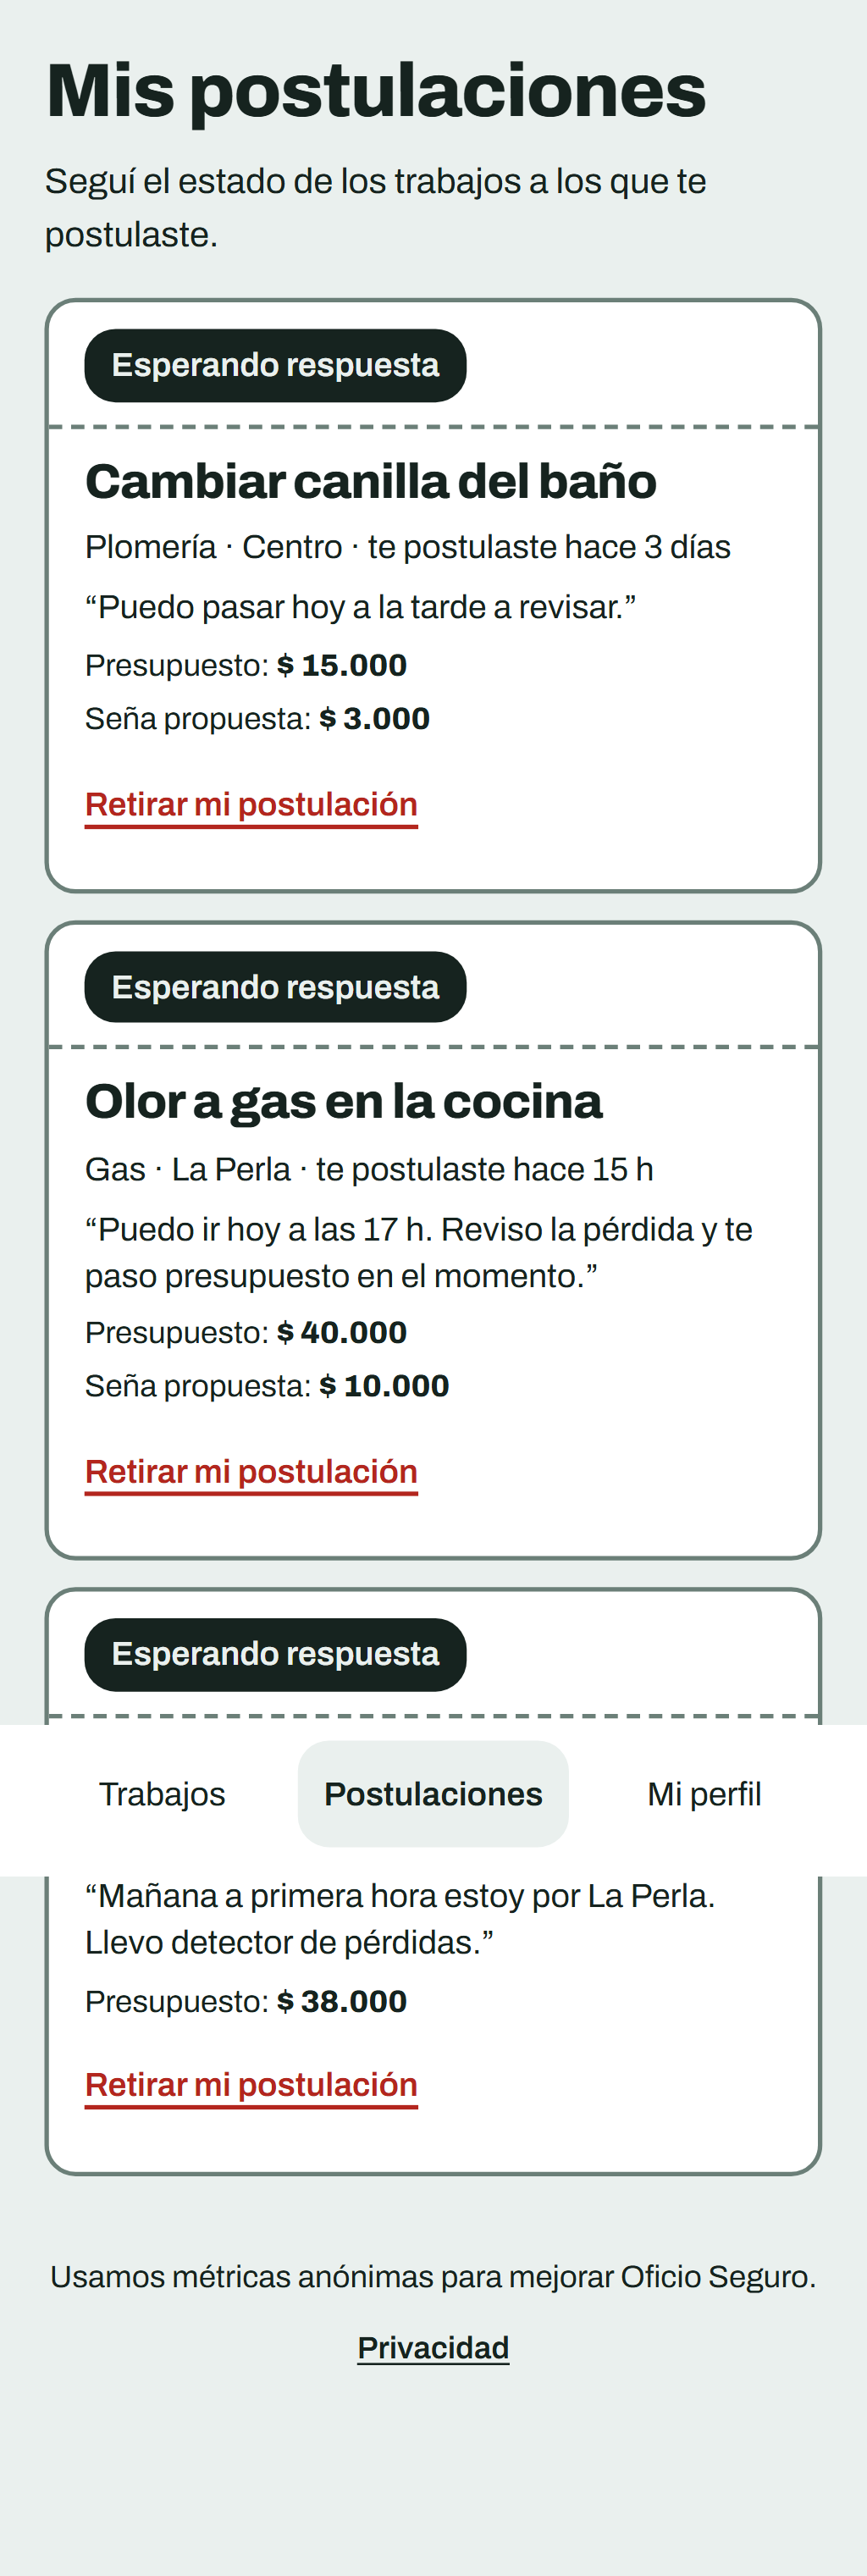 Mis postulaciones
Seguí el estado de los trabajos a los que te
postulaste.
Esperando respuesta
Cambiar canilla del baño
Plomería · Centro · te postulaste hace 3 días
“Puedo pasar hoy a la tarde a revisar.”
Presupuesto: $ 15.000
Seña propuesta: $ 3.000
Retirar mi postulación
Esperando respuesta
Olor a gas en la cocina
Gas · La Perla · te postulaste hace 15 h
“Puedo ir hoy a las 17 h. Reviso la pérdida y te
paso presupuesto en el momento.”
Presupuesto: $ 40.000
Seña propuesta: $ 10.000
Retirar mi postulación
Esperando respuesta
Trabajos Postulaciones Mi perfil
“Mañana a primera hora estoy por La Perla.
Llevo detector de pérdidas.”
Presupuesto: $ 38.000
Retirar mi postulación
Usamos métricas anónimas para mejorar Oficio Seguro.
Privacidad